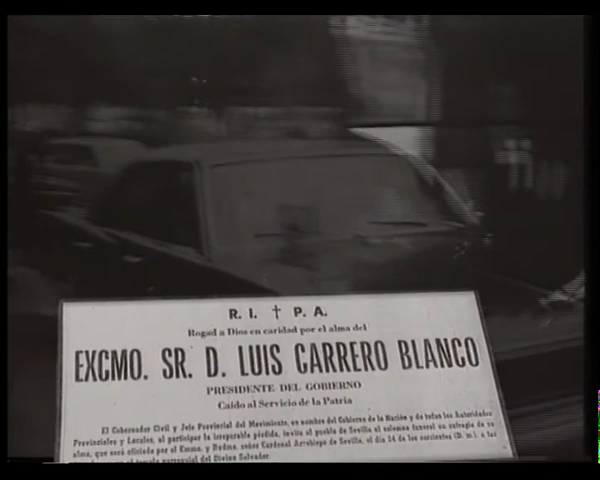 R. I. ✝ P. A.
Rogad a Dios en caridad por el alma del
EXCMO. SR. D. LUIS CARRERO BLANCO
PRESIDENTE DEL GOBIERNO
Caído al Servicio de la Patria
El Gobernador Civil y Jefe Provincial del Movimiento, en nombre del Gobierno de la Nación y de todas las Autoridades
Provinciales y Locales, al participar la irreparable pérdida, invita al pueblo de Sevilla al solemne funeral en sufragio de su
alma, que será oficiado por el Emmo. y Rvdmo. señor Cardenal Arzobispo de Sevilla, el día 24 de los corrientes (D. m.), a las
templo parroquial del Divino Salvador.